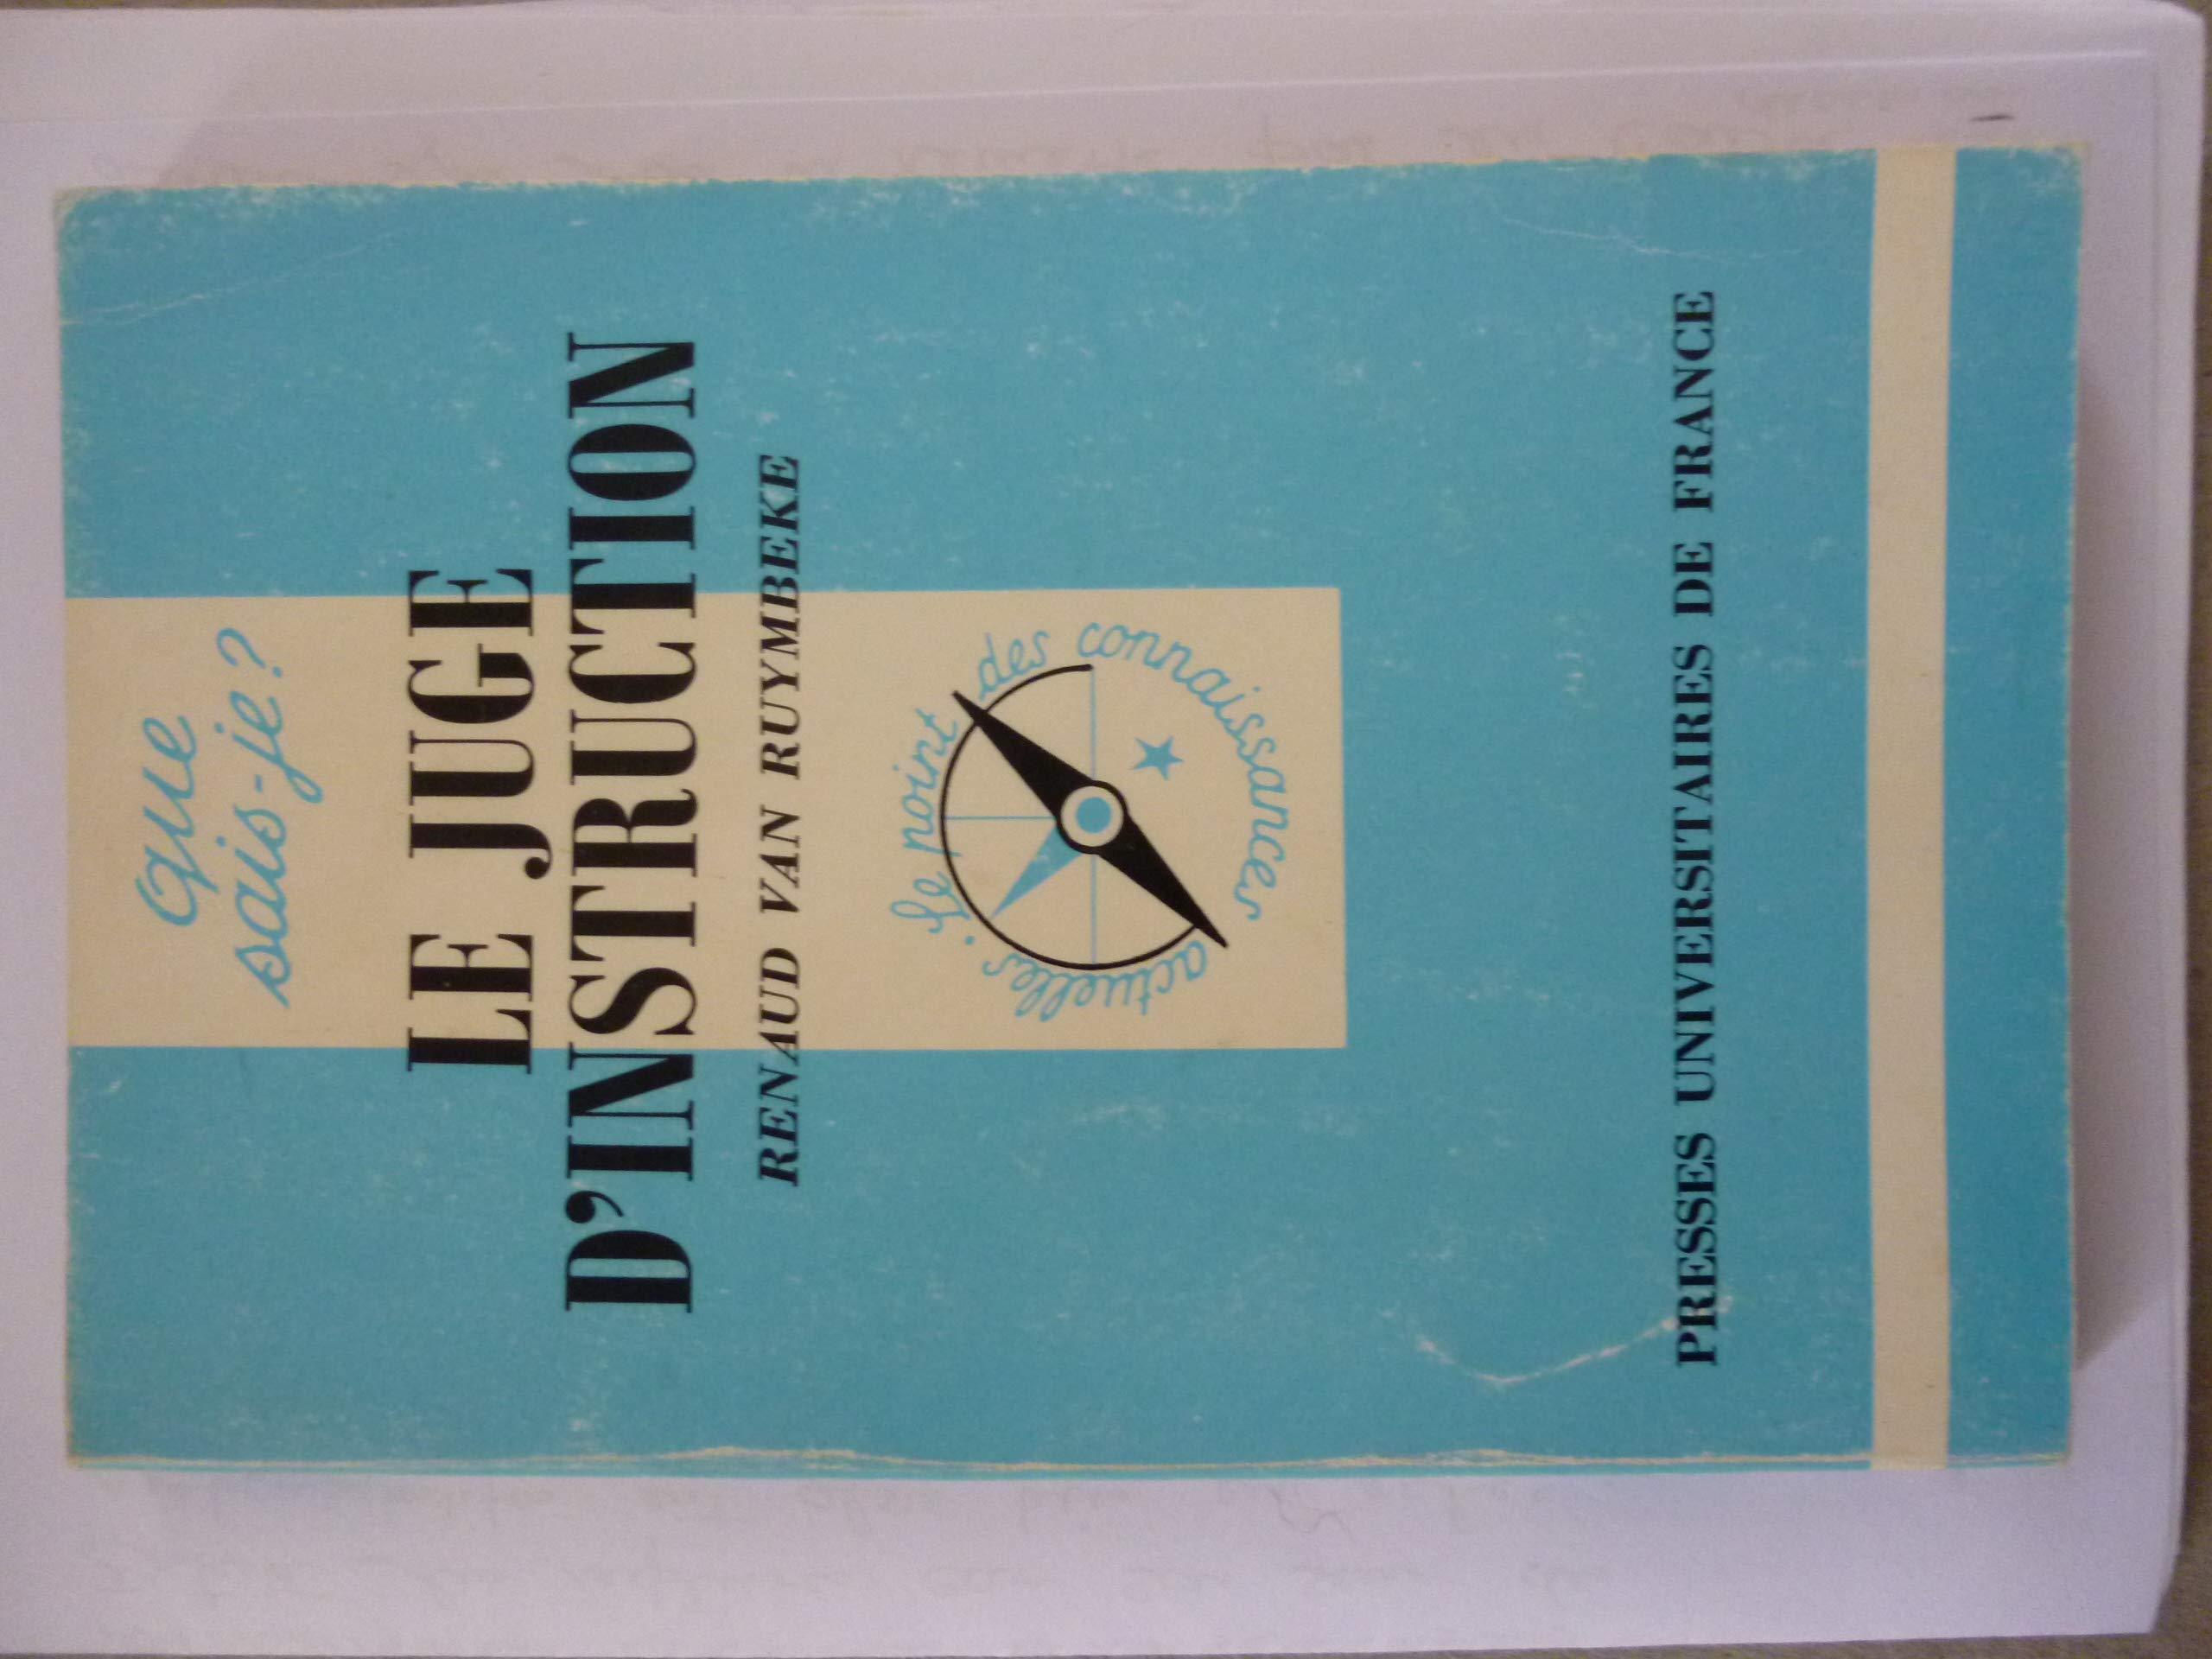 que
sais-je?
LE JUGE
D'INSTRUCTION
RENAUD VAN RUYMBEKE
Le point des connaissances actuelles
PRESSES UNIVERSITAIRES DE FRANCE